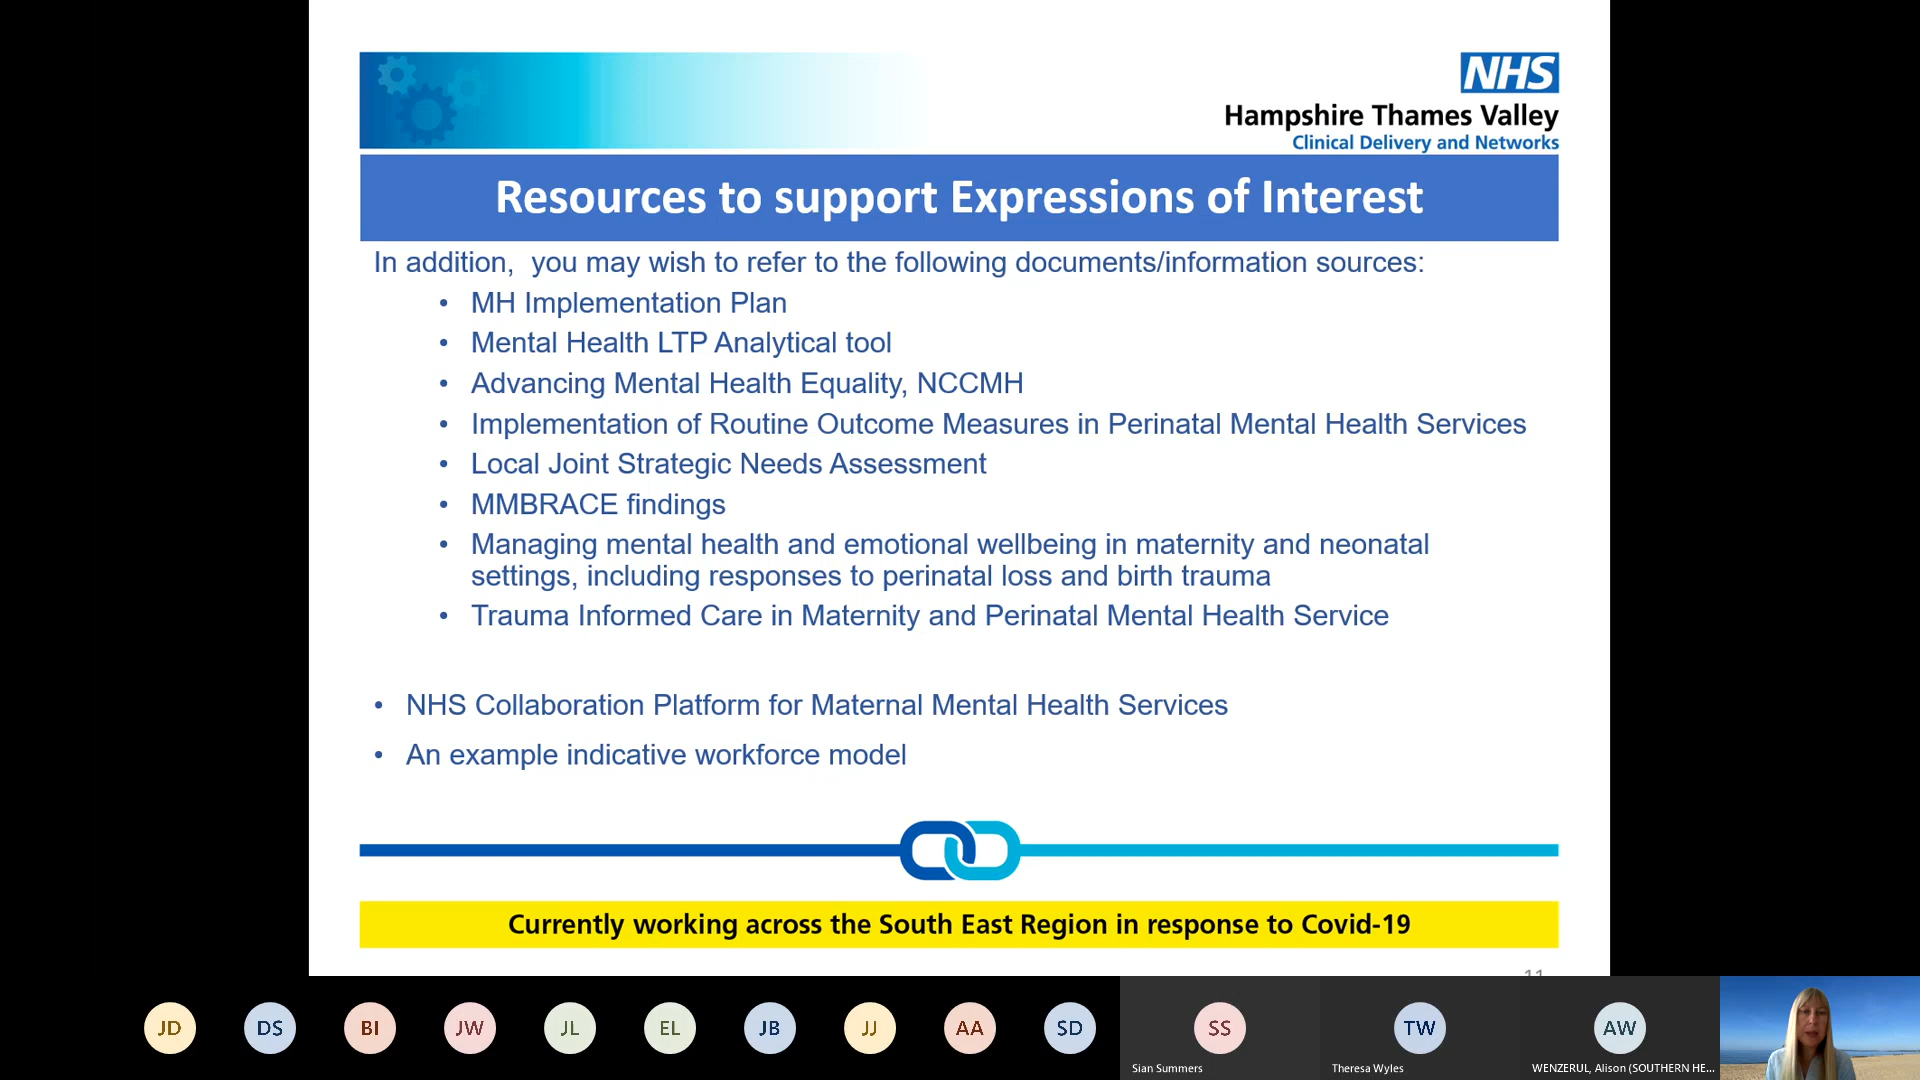 NHS
Hampshire Thames Valley
Clinical Delivery and Networks
Resources to support Expressions of Interest
In addition,  you may wish to refer to the following documents/information sources:
• MH Implementation Plan
• Mental Health LTP Analytical tool
• Advancing Mental Health Equality, NCCMH
• Implementation of Routine Outcome Measures in Perinatal Mental Health Services
• Local Joint Strategic Needs Assessment
• MMBRACE findings
• Managing mental health and emotional wellbeing in maternity and neonatal
settings, including responses to perinatal loss and birth trauma
• Trauma Informed Care in Maternity and Perinatal Mental Health Service
• NHS Collaboration Platform for Maternal Mental Health Services
• An example indicative workforce model
Currently working across the South East Region in response to Covid-19
11
JD DS BI JW JL EL JB JJ AA SD SS TW AW
Sian Summers Theresa Wyles WENZERUL, Alison (SOUTHERN HE...